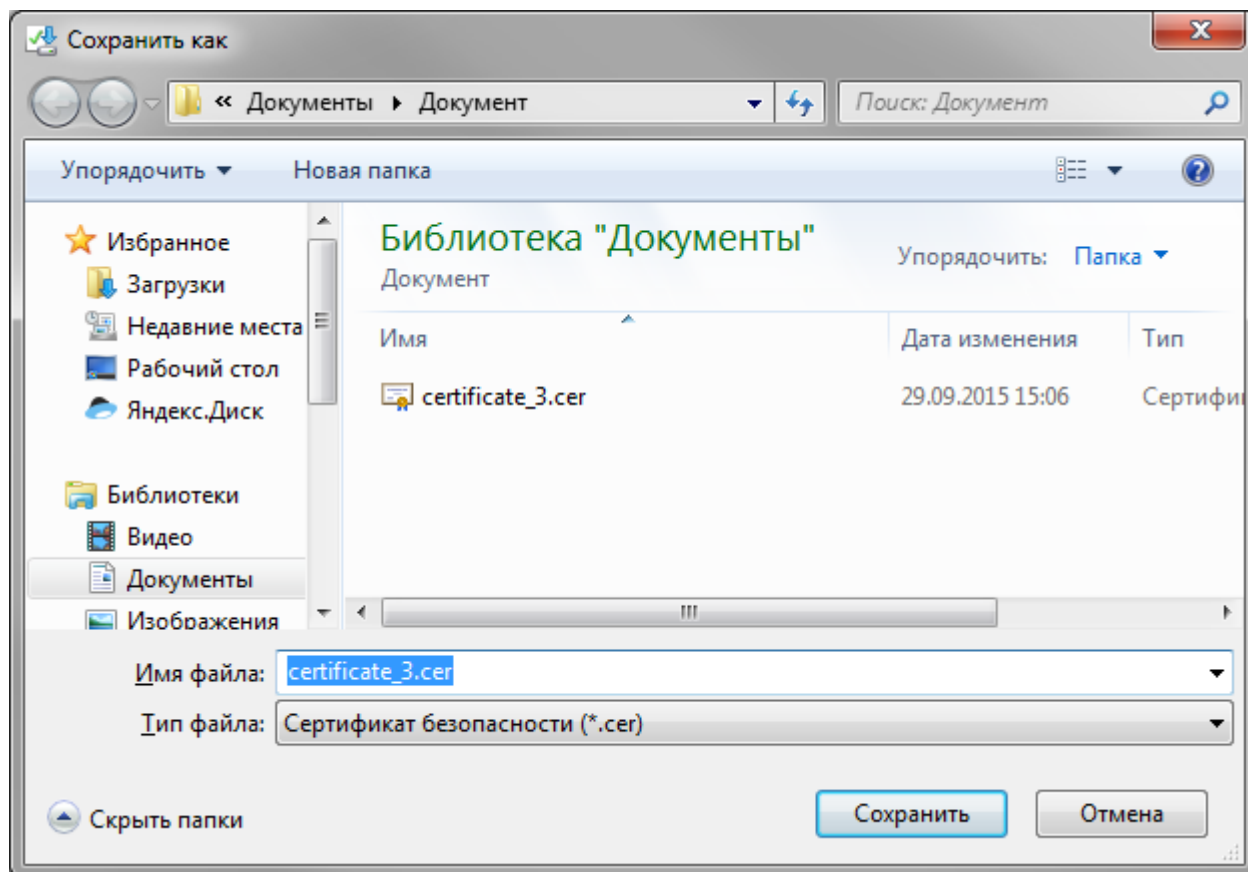 Сохранить как
« Документы Документ
Поиск: Документ
Упорядочить Новая папка
Избранное
Загрузки
Недавние места
Рабочий стол
Яндекс.Диск
Библиотеки
Видео
Документы
Изображения
Библиотека "Документы"
Документ
Упорядочить: Папка
Имя Дата изменения Тип
certificate_3.cer 29.09.2015 15:06 Сертифи
Имя файла: certificate_3.cer
Тип файла: Сертификат безопасности (*.cer)
Скрыть папки
Сохранить Отмена